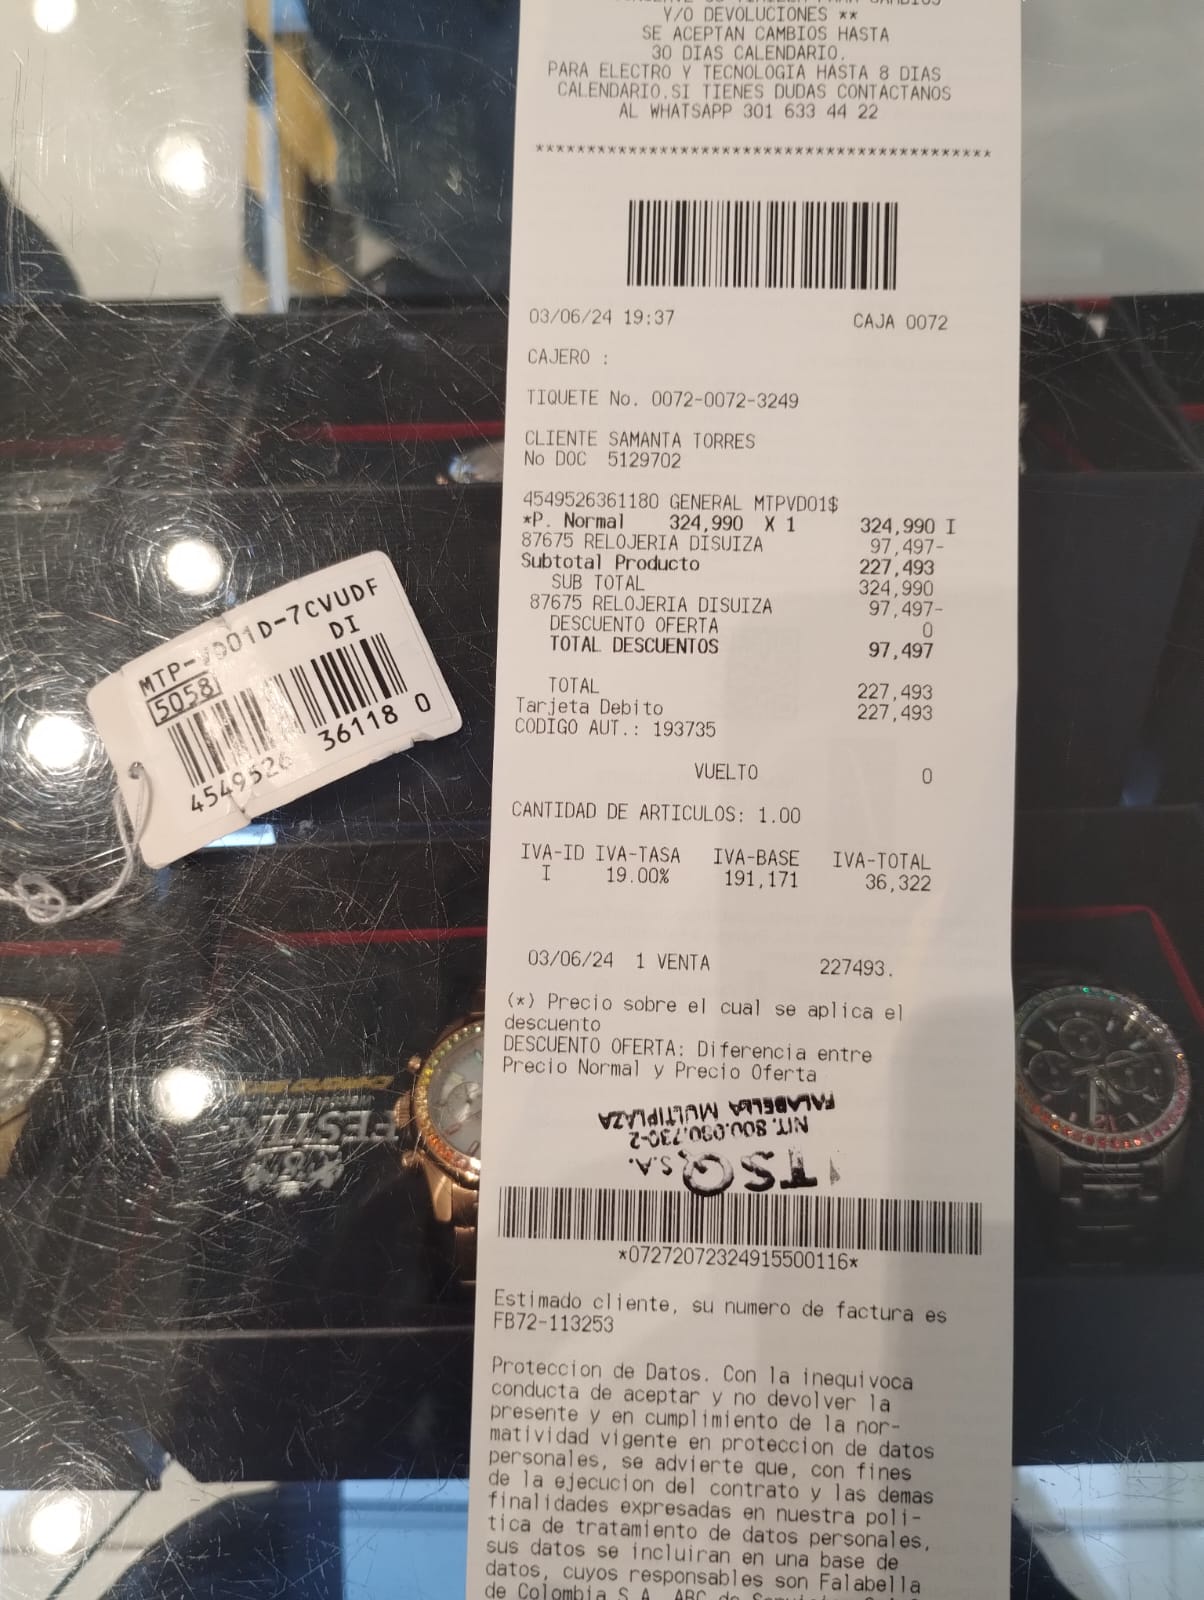 Y/O DEVOLUCIONES **
SE ACEPTAN CAMBIOS HASTA
30 DIAS CALENDARIO.
PARA ELECTRO Y TECNOLOGIA HASTA 8 DIAS
CALENDARIO.SI TIENES DUDAS CONTACTANOS
AL WHATSAPP 301 633 44 22
********************************************
03/06/24 19:37 CAJA 0072
CAJERO :
TIQUETE No. 0072-0072-3249
CLIENTE SAMANTA TORRES
No DOC 5129702
4549526361180 GENERAL MTPVD01$
*P. Normal 324,990 X 1 324,990 I
87675 RELOJERIA DISUIZA 97,497-
Subtotal Producto 227,493
SUB TOTAL 324,990
87675 RELOJERIA DISUIZA 97,497-
DESCUENTO OFERTA 0
TOTAL DESCUENTOS 97,497
TOTAL 227,493
Tarjeta Debito 227,493
CODIGO AUT.: 193735
VUELTO 0
CANTIDAD DE ARTICULOS: 1.00
IVA-ID IVA-TASA IVA-BASE IVA-TOTAL
I 19.00% 191,171 36,322
03/06/24 1 VENTA 227493.
(*) Precio sobre el cual se aplica el
descuento
DESCUENTO OFERTA: Diferencia entre
Precio Normal y Precio Oferta
TSQ S.A.
NIT. 800.090.730-2
FALABELLA MULTIPLAZA
*07272072324915500116*
Estimado cliente, su numero de factura es
FB72-113253
Proteccion de Datos. Con la inequivoca
conducta de aceptar y no devolver la
presente y en cumplimiento de la nor-
matividad vigente en proteccion de datos
personales, se advierte que, con fines
de la ejecucion del contrato y las demas
finalidades expresadas en nuestra poli-
tica de tratamiento de datos personales,
sus datos se incluiran en una base de
datos, cuyos responsables son Falabella
de Colombia S.A. ABC de
MTP-VD01D-7CVUDF
DI
5058
4549526 36118 0
FESTINA